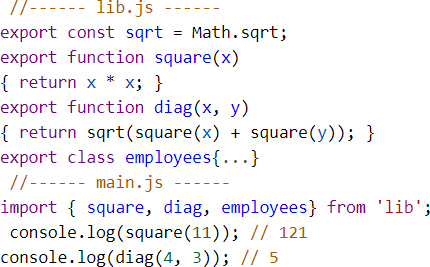 //------ lib.js ------
export const sqrt = Math.sqrt;
export function square(x)
{ return x * x; }
export function diag(x, y)
{ return sqrt(square(x) + square(y)); }
export class employees{...}
//------ main.js ------
import { square, diag, employees} from 'lib';
console.log(square(11)); // 121
console.log(diag(4, 3)); // 5